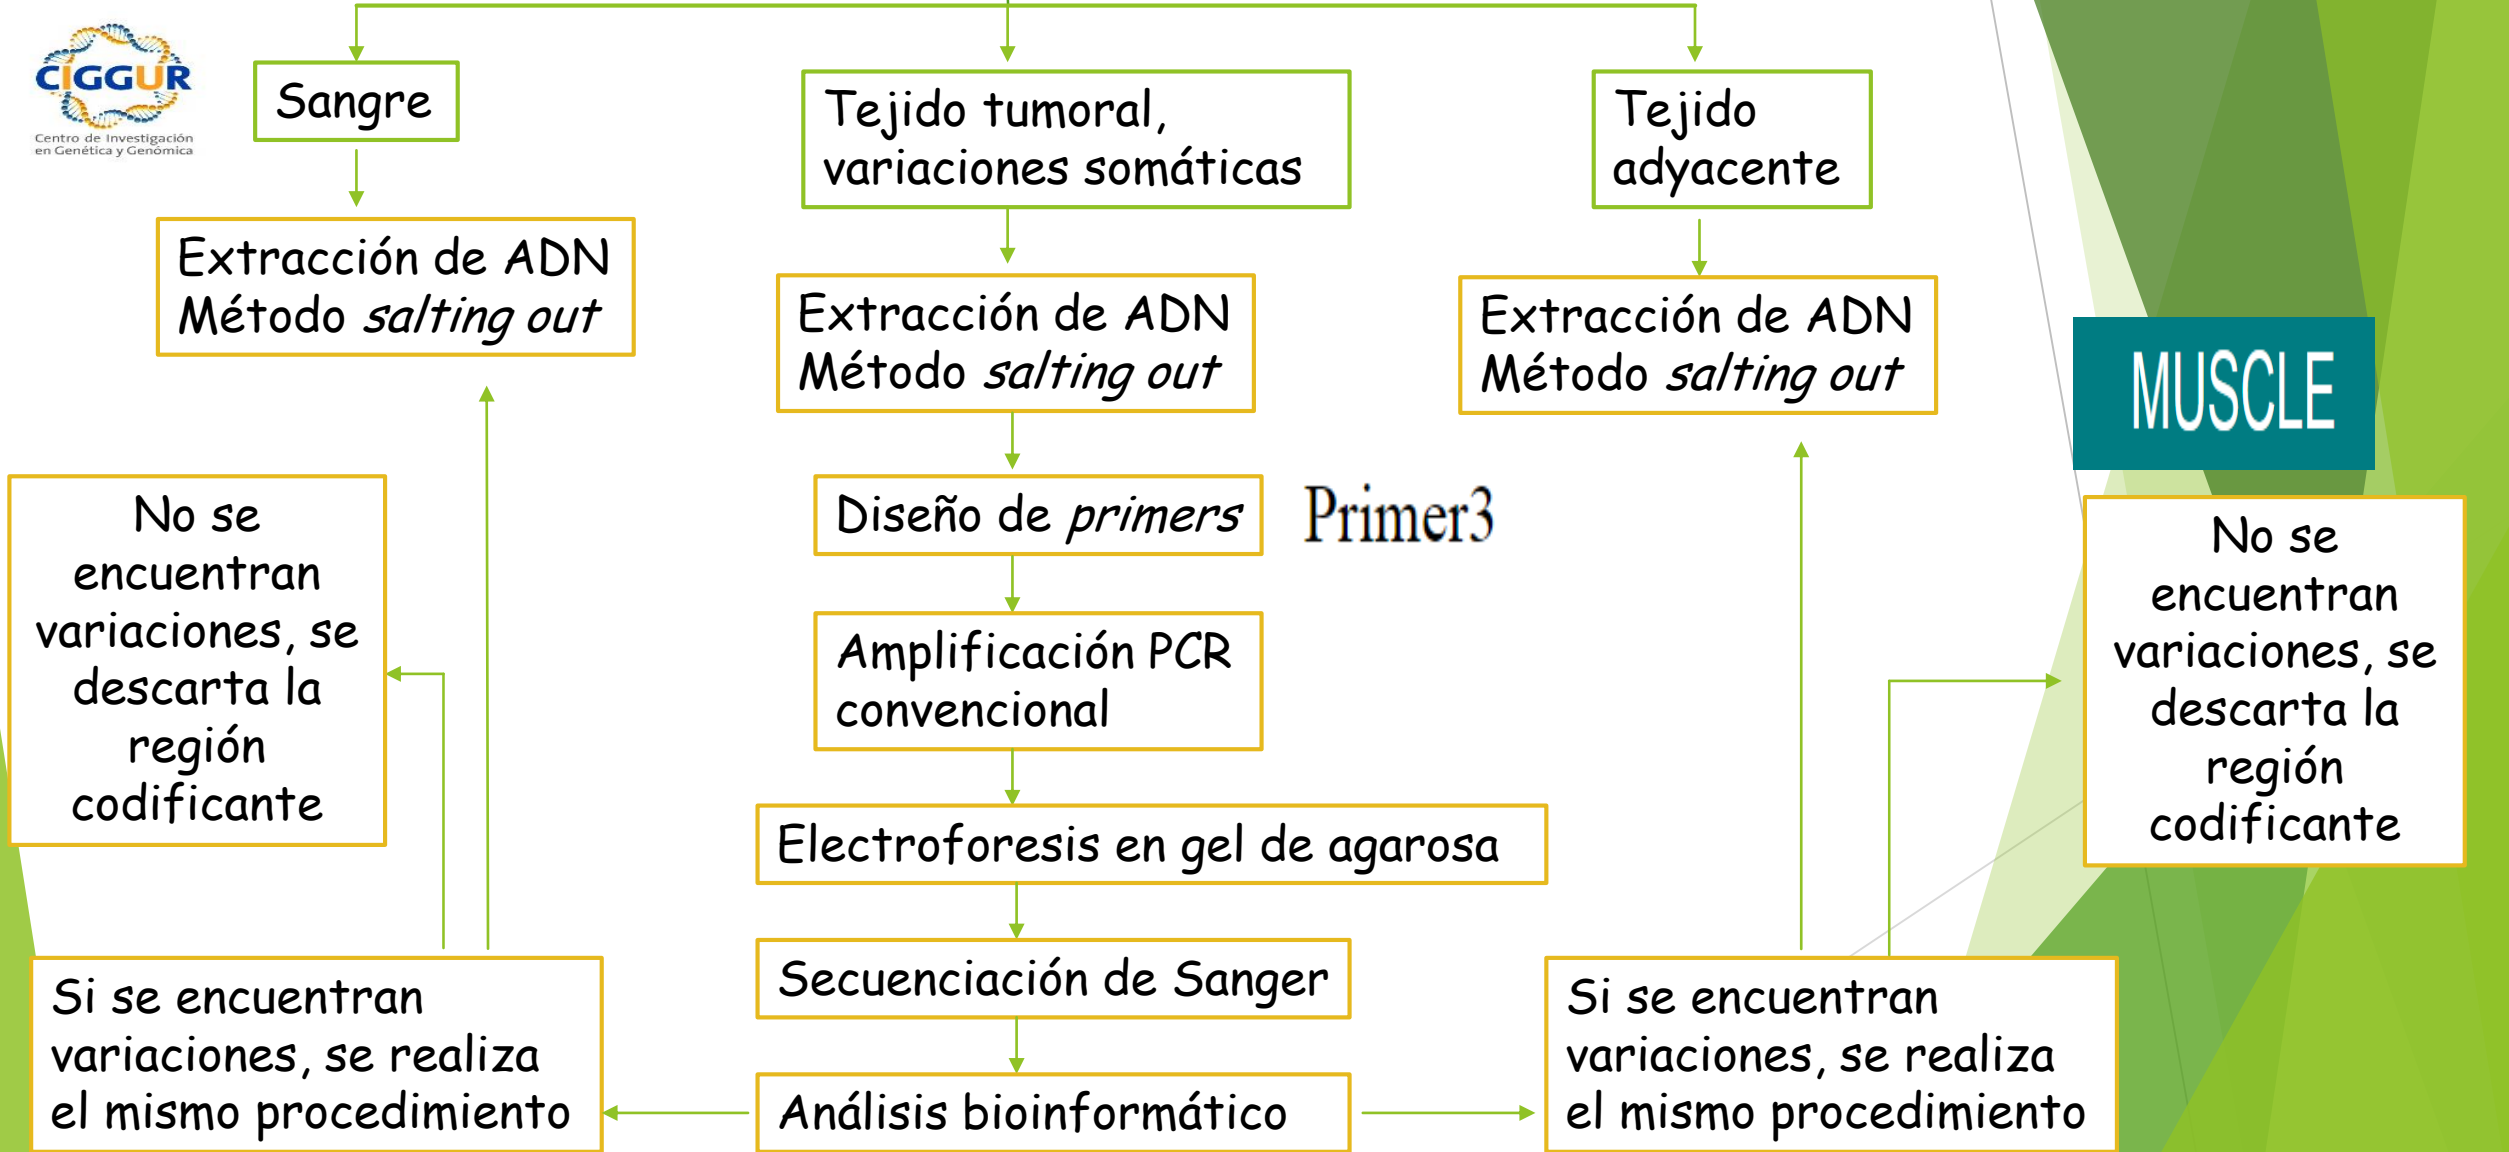 CIGGUR
Centro de Investigación
en Genética y Genómica
Sangre
Tejido tumoral,
variaciones somáticas
Tejido
adyacente
Extracción de ADN
Método salting out
Extracción de ADN
Método salting out
Extracción de ADN
Método salting out
MUSCLE
No se
encuentran
variaciones, se
descarta la
región
codificante
Diseño de primers
Primer3
No se
encuentran
variaciones, se
descarta la
región
codificante
Amplificación PCR
convencional
Electroforesis en gel de agarosa
Secuenciación de Sanger
Si se encuentran
variaciones, se realiza
el mismo procedimiento
Análisis bioinformático
Si se encuentran
variaciones, se realiza
el mismo procedimiento